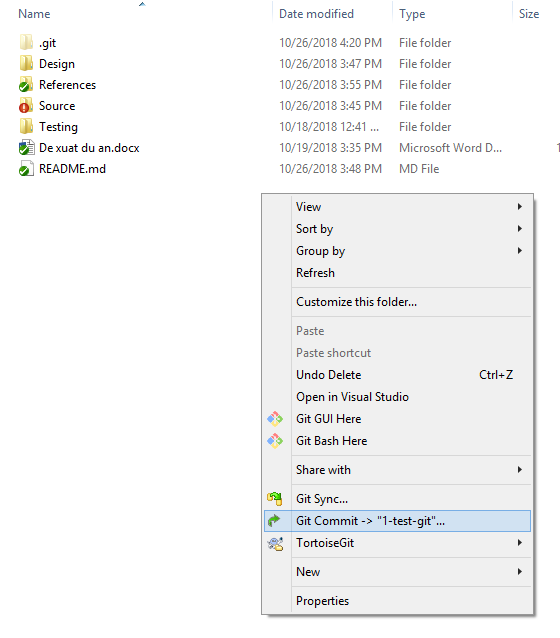 Name Date modified Type Size
.git 10/26/2018 4:20 PM File folder
Design 10/26/2018 3:47 PM File folder
References 10/26/2018 3:55 PM File folder
Source 10/26/2018 3:45 PM File folder
Testing 10/18/2018 12:41 ... File folder
De xuat du an.docx 10/19/2018 3:35 PM Microsoft Word D... 1
README.md 10/26/2018 3:48 PM MD File
View
Sort by
Group by
Refresh
Customize this folder...
Paste
Paste shortcut
Undo Delete Ctrl+Z
Open in Visual Studio
Git GUI Here
Git Bash Here
Share with
Git Sync...
Git Commit -> "1-test-git"...
TortoiseGit
New
Properties